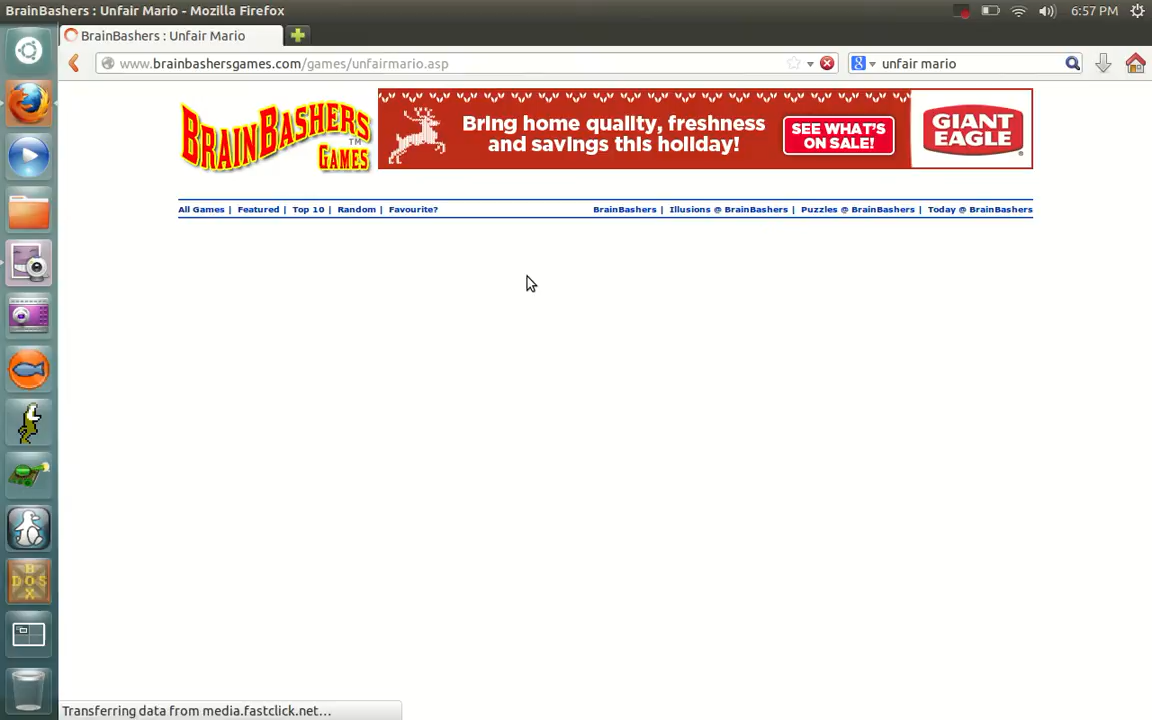 BrainBashers : Unfair Mario - Mozilla Firefox
6:57 PM
BrainBashers : Unfair Mario
www.brainbashersgames.com/games/unfairmario.asp
unfair mario
BRAINBASHERS
TM
GAMES
Bring home quality, freshness
and savings this holiday!
SEE WHAT'S
ON SALE!
GIANT
EAGLE
All Games | Featured | Top 10 | Random | Favourite?
BrainBashers | Illusions @ BrainBashers | Puzzles @ BrainBashers | Today @ BrainBashers
B
DOS
X
Transferring data from media.fastclick.net...